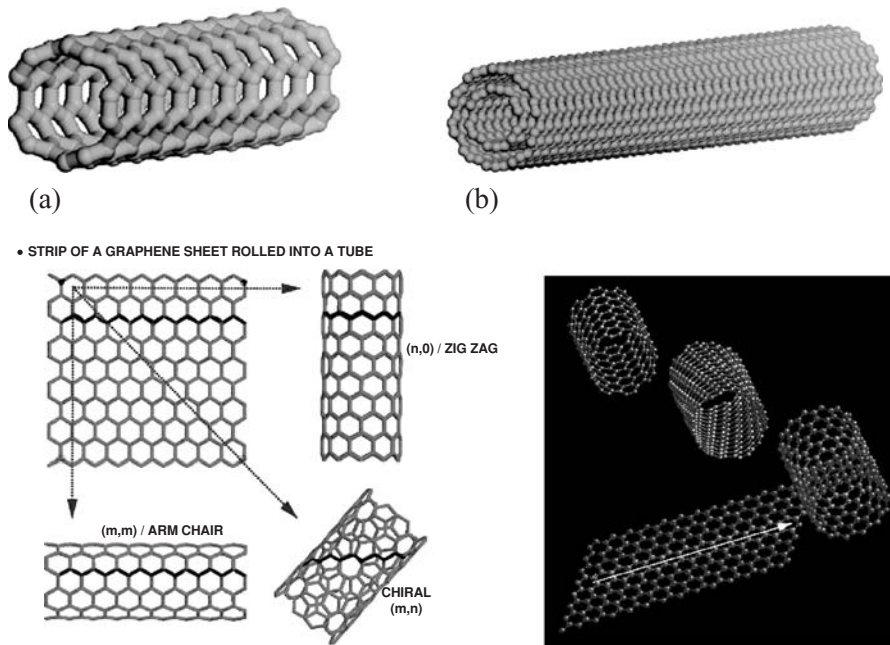 (a)
(b)
• STRIP OF A GRAPHENE SHEET ROLLED INTO A TUBE
(n,0) / ZIG ZAG
(m,m) / ARM CHAIR
CHIRAL
(m,n)